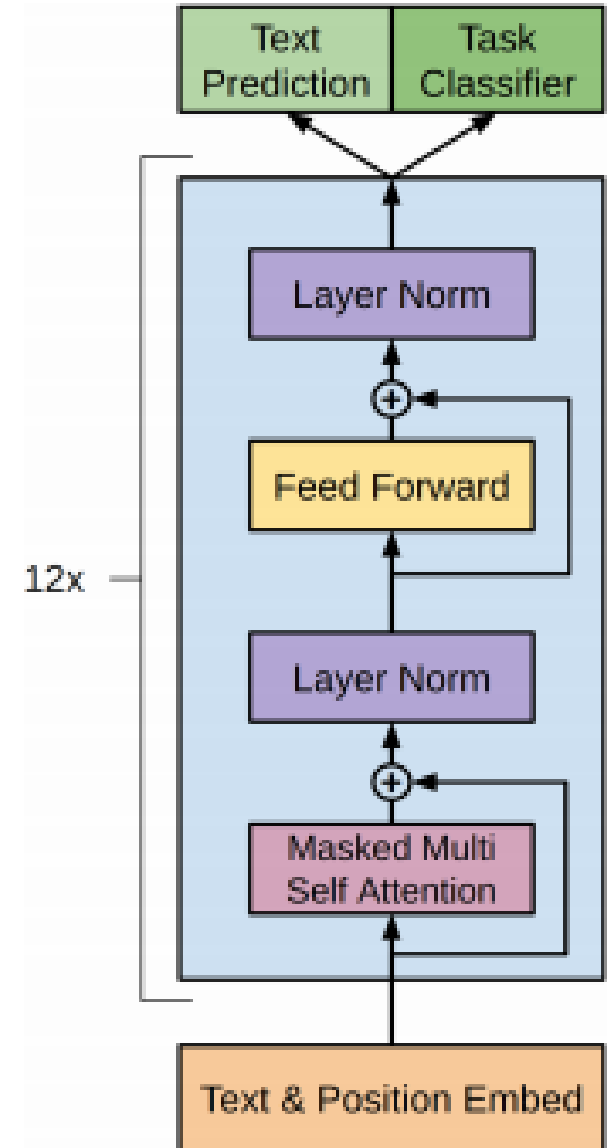 Text
Prediction
Task
Classifier
Layer Norm
Feed Forward
12x
Layer Norm
Masked Multi
Self Attention
Text & Position Embed